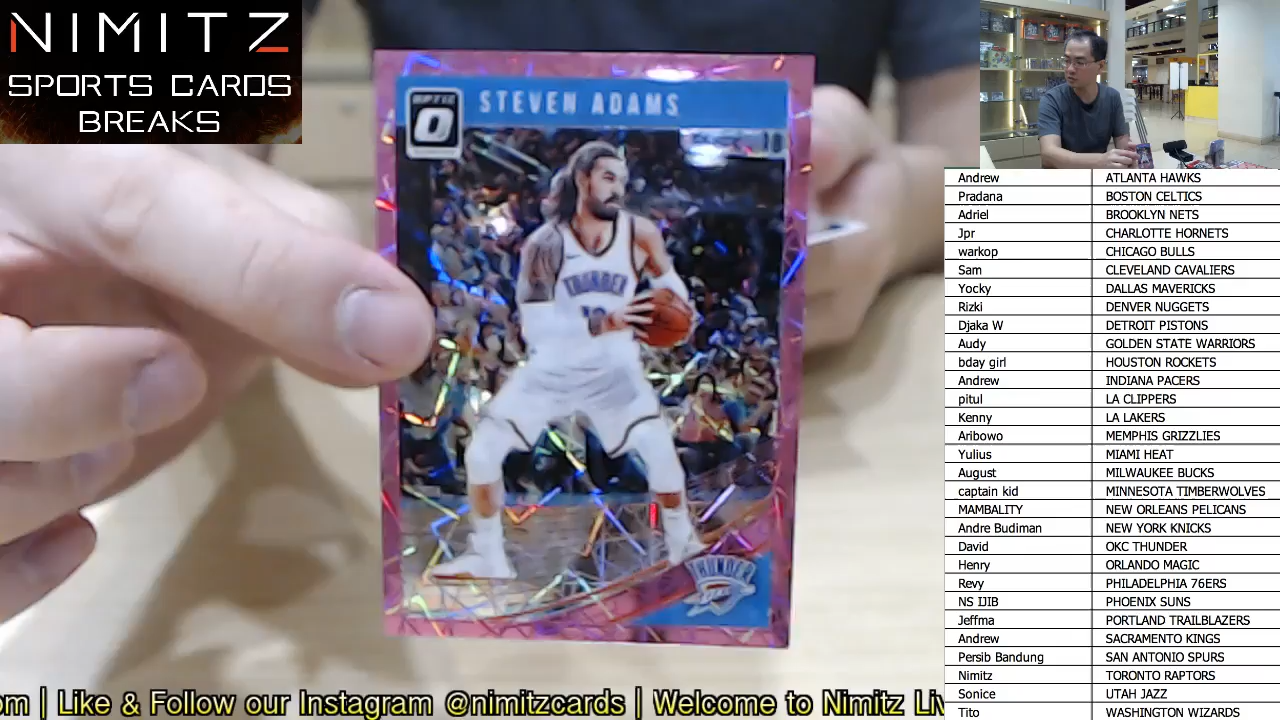 NIMITZ
SPORTS CARDS
BREAKS
OPTIC
STEVEN ADAMS
THUNDER
THUNDER
Andrew ATLANTA HAWKS
Pradana BOSTON CELTICS
Adriel BROOKLYN NETS
Jpr CHARLOTTE HORNETS
warkop CHICAGO BULLS
Sam CLEVELAND CAVALIERS
Yocky DALLAS MAVERICKS
Rizki DENVER NUGGETS
Djaka W DETROIT PISTONS
Audy GOLDEN STATE WARRIORS
bday girl HOUSTON ROCKETS
Andrew INDIANA PACERS
pitul LA CLIPPERS
Kenny LA LAKERS
Aribowo MEMPHIS GRIZZLIES
Yulius MIAMI HEAT
August MILWAUKEE BUCKS
captain kid MINNESOTA TIMBERWOLVES
MAMBALITY NEW ORLEANS PELICANS
Andre Budiman NEW YORK KNICKS
David OKC THUNDER
Henry ORLANDO MAGIC
Revy PHILADELPHIA 76ERS
NS IJIB PHOENIX SUNS
Jeffma PORTLAND TRAILBLAZERS
Andrew SACRAMENTO KINGS
Persib Bandung SAN ANTONIO SPURS
Nimitz TORONTO RAPTORS
Sonice UTAH JAZZ
Tito WASHINGTON WIZARDS
om | Like & Follow our Instagram @nimitzcards | Welcome to Nimitz Liv